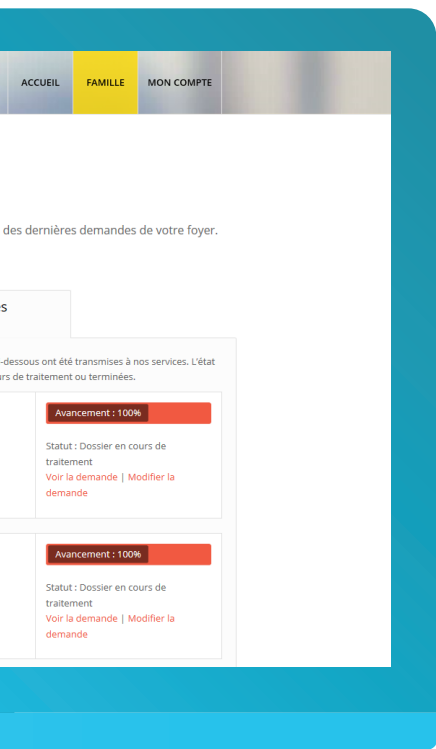 ACCUEIL FAMILLE MON COMPTE
des dernières demandes de votre foyer.
-dessous ont été transmises à nos services. L'état
de traitement ou terminées.
Avancement : 100%
Statut : Dossier en cours de
traitement
Voir la demande | Modifier la
demande
Avancement : 100%
Statut : Dossier en cours de
traitement
Voir la demande | Modifier la
demande